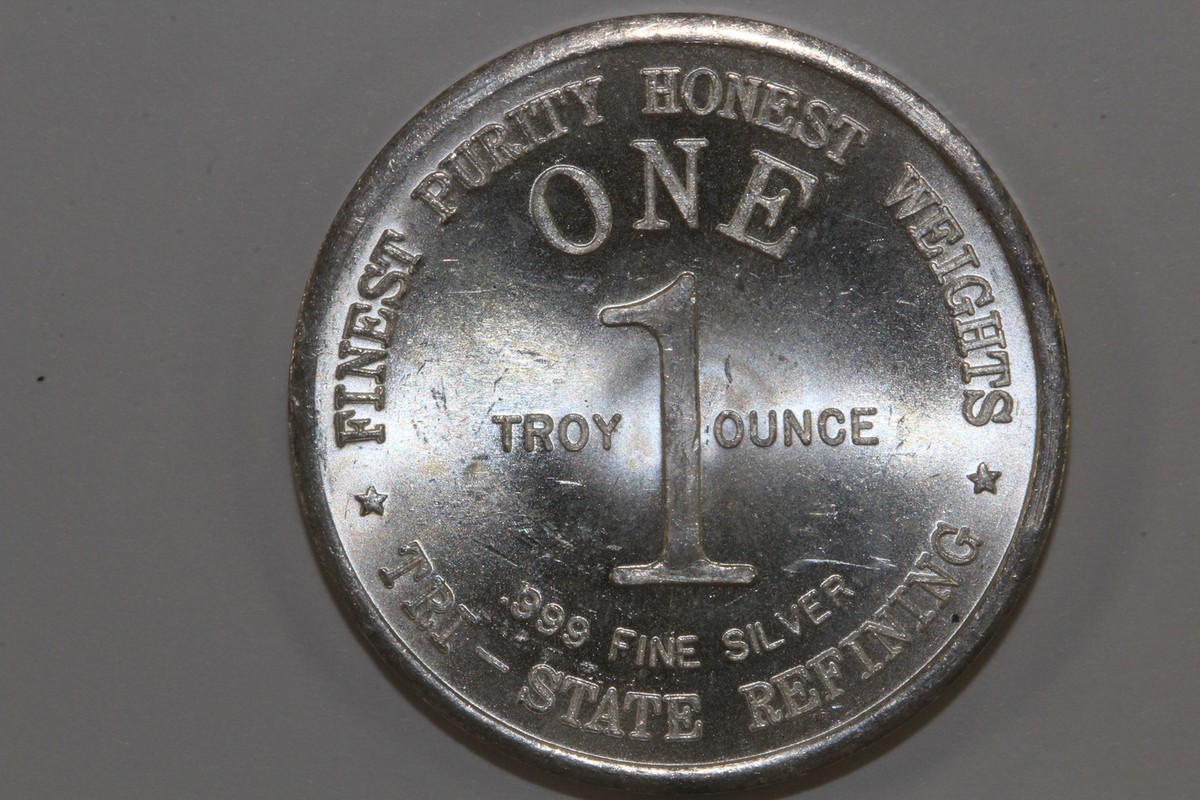 FINEST PURITY HONEST WEIGHTS
ONE
1
TROY OUNCE
.999 FINE SILVER
TRI-STATE REFINING